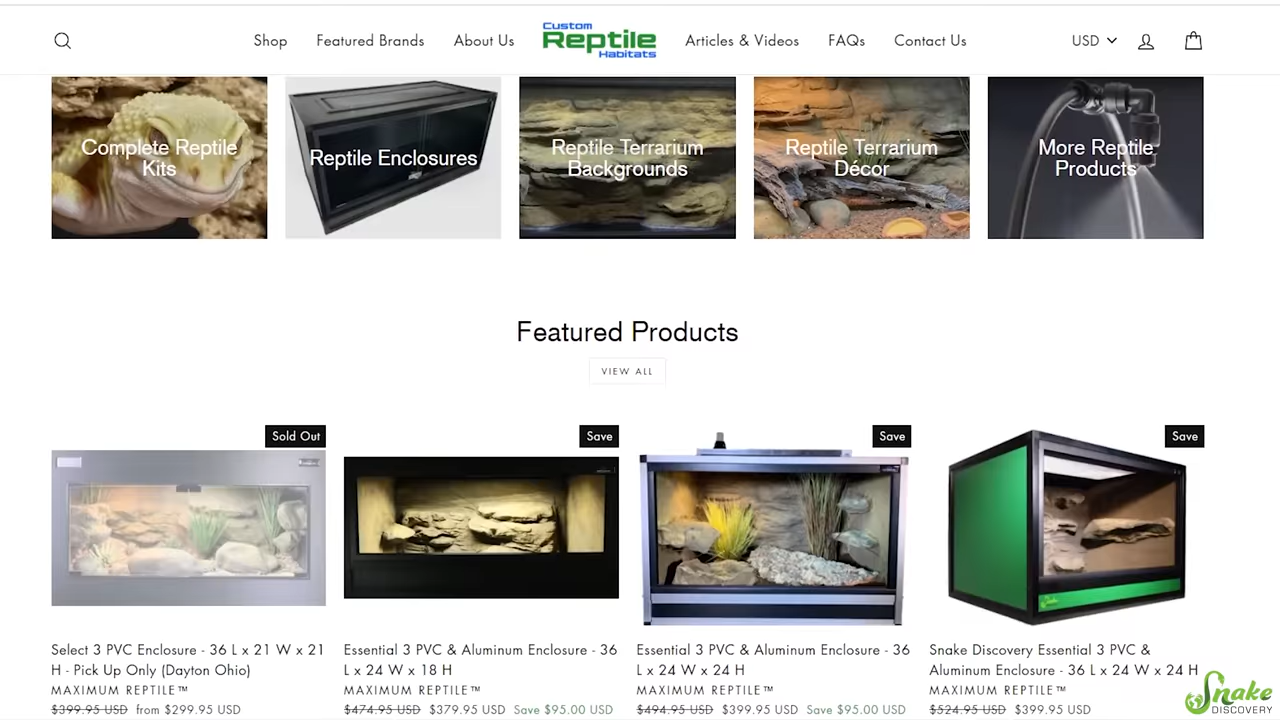 Shop
Featured Brands
About Us
Custom
Reptile
Habitats
Articles & Videos
FAQs
Contact Us
USD
Complete Reptile
Kits
Reptile Enclosures
Reptile Terrarium
Backgrounds
Reptile Terrarium
Décor
More Reptile
Products
Featured Products
VIEW ALL
Sold Out
Save
Save
Save
Select 3 PVC Enclosure - 36 L x 21 W x 21
H - Pick Up Only (Dayton Ohio)
MAXIMUM REPTILE™
$399.95 USD from $299.95 USD
Essential 3 PVC & Aluminum Enclosure - 36
L x 24 W x 18 H
MAXIMUM REPTILE™
$474.95 USD $379.95 USD Save $95.00 USD
Essential 3 PVC & Aluminum Enclosure - 36
L x 24 W x 24 H
MAXIMUM REPTILE™
$494.95 USD $399.95 USD Save $95.00 USD
Snake Discovery Essential 3 PVC &
Aluminum Enclosure - 36 L x 24 W x 24 H
MAXIMUM REPTILE™
$524.95 USD $399.95 USD
Snake
DISCOVERY